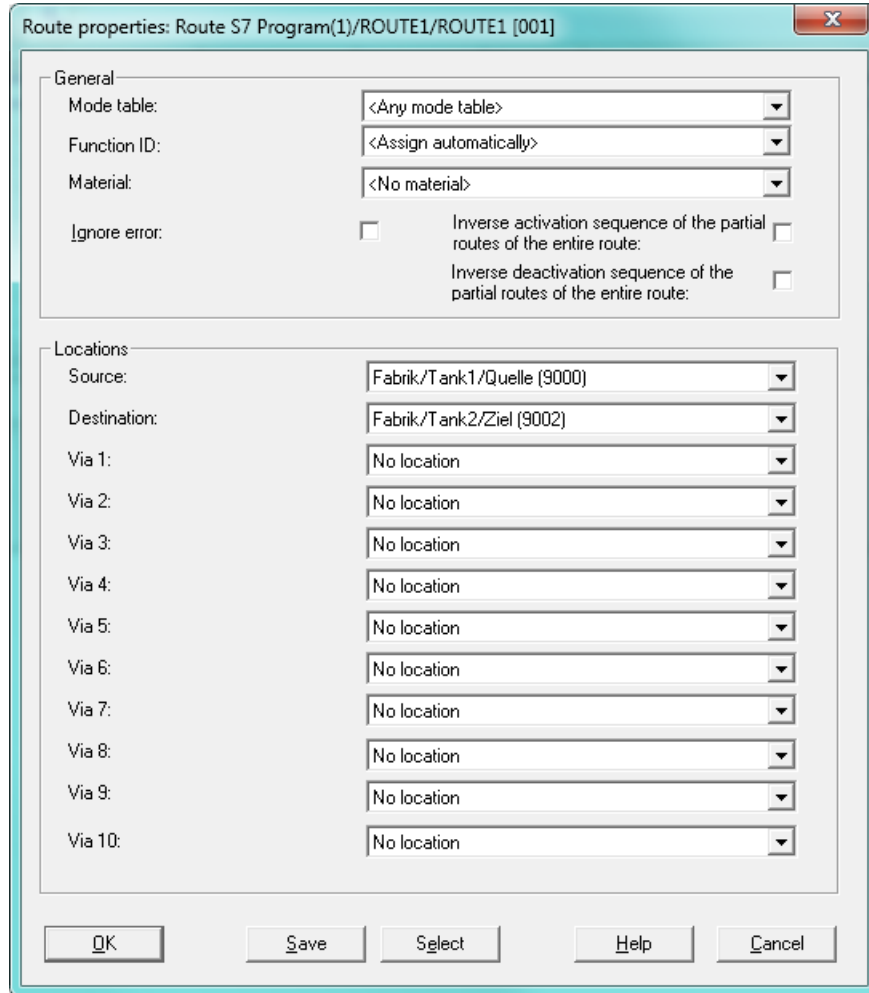 Route properties: Route S7 Program(1)/ROUTE1/ROUTE1 [001]
General
Mode table: <Any mode table>
Function ID: <Assign automatically>
Material: <No material>
Ignore error:
Inverse activation sequence of the partial
routes of the entire route:
Inverse deactivation sequence of the
partial routes of the entire route:
Locations
Source: Fabrik/Tank1/Quelle (9000)
Destination: Fabrik/Tank2/Ziel (9002)
Via 1: No location
Via 2: No location
Via 3: No location
Via 4: No location
Via 5: No location
Via 6: No location
Via 7: No location
Via 8: No location
Via 9: No location
Via 10: No location
OK Save Select Help Cancel